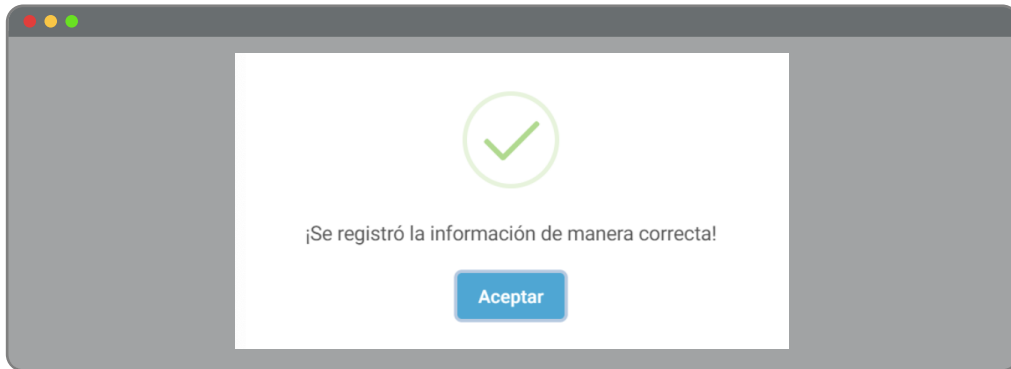 ¡Se registró la información de manera correcta!
Aceptar